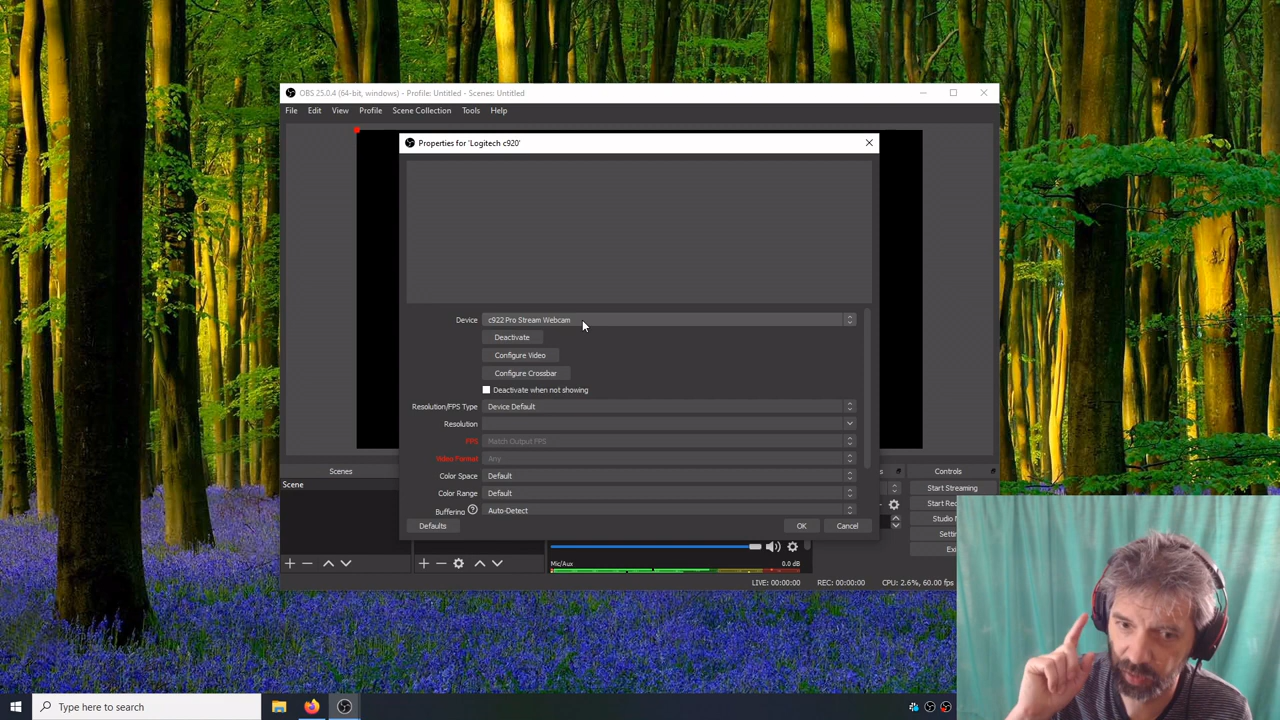 OBS 25.0.4 (64-bit, windows) - Profile: Untitled - Scenes: Untitled
File Edit View Profile Scene Collection Tools Help
Properties for 'Logitech c920'
Device c922 Pro Stream Webcam
Deactivate
Configure Video
Configure Crossbar
Deactivate when not showing
Resolution/FPS Type Device Default
Resolution
FPS Match Output FPS
Video Format Any
Scenes Controls
Color Space Default
Scene Start Streaming
Color Range Default
Start Rec
Buffering ? Auto-Detect
Studio
Defaults OK Cancel
Mic/Aux 0.0 dB
LIVE: 00:00:00 REC: 00:00:00 CPU: 2.6%, 60.00 fps
Type here to search